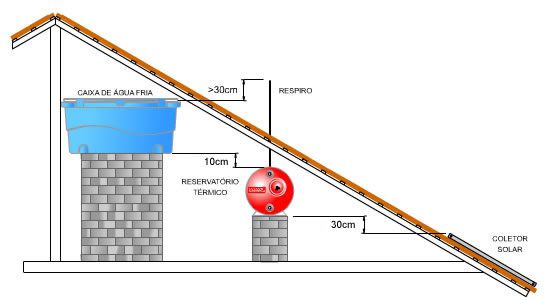 >30cm
CAIXA DE ÁGUA FRIA
RESPIRO
10cm
RESERVATÓRIO
TÉRMICO
30cm
COLETOR
SOLAR